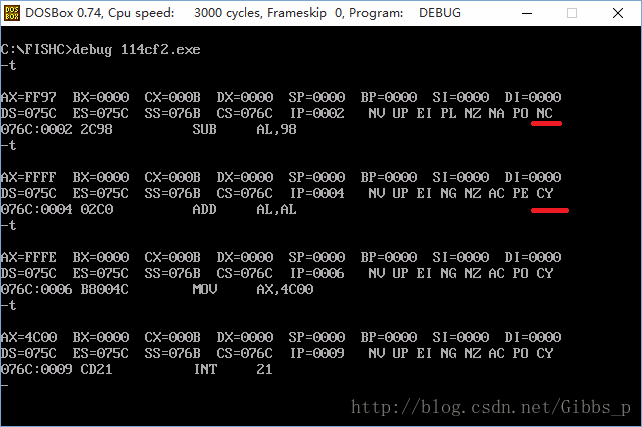 DOSBox 0.74, Cpu speed: 3000 cycles, Frameskip 0, Program: DEBUG
C:\FISHC>debug 114cf2.exe
-t
AX=FF97 BX=0000 CX=000B DX=0000 SP=0000 BP=0000 SI=0000 DI=0000
DS=075C ES=075C SS=076B CS=076C IP=0002 NV UP EI PL NZ NA PO NC
076C:0002 2C98 SUB AL,98
-t
AX=FFFF BX=0000 CX=000B DX=0000 SP=0000 BP=0000 SI=0000 DI=0000
DS=075C ES=075C SS=076B CS=076C IP=0004 NV UP EI NG NZ AC PE CY
076C:0004 02C0 ADD AL,AL
-t
AX=FFFE BX=0000 CX=000B DX=0000 SP=0000 BP=0000 SI=0000 DI=0000
DS=075C ES=075C SS=076B CS=076C IP=0006 NV UP EI NG NZ AC PO CY
076C:0006 B8004C MOV AX,4C00
-t
AX=4C00 BX=0000 CX=000B DX=0000 SP=0000 BP=0000 SI=0000 DI=0000
DS=075C ES=075C SS=076B CS=076C IP=0009 NV UP EI NG NZ AC PO CY
076C:0009 CD21 INT 21
-
http://blog.csdn.net/Gibbs_p